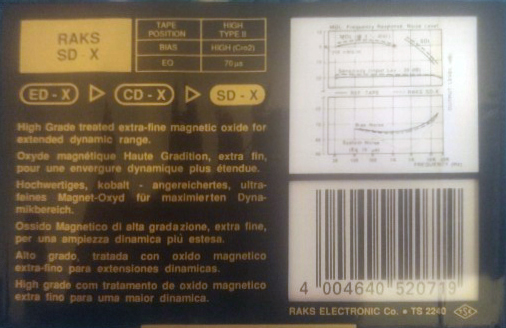 RAKS
SD - X
TAPE POSITION HIGH TYPE II
BIAS HIGH (Cro2)
EQ 70 µs
ED - X CD - X SD - X
High Grade treated extra-fine magnetic oxide for
extended dynamic range.
Oxyde magnétique Haute Gradition, extra fin,
pour une envergure dynamique plus étendue.
Hochwertiges, kobalt - angereichertes, ultra-
feines Magnet-Oxyd für maximierten Dyna-
mikbereich.
Ossido Magnetico di alta gradazione, extra fine,
per una ampiezza dinamica piú estesa.
Alto grado, tratada con oxido magnetico
extra-fino para extensiones dinamicas.
High grade com tratamento de oxido magnetico
extra fino para uma maior dinamica.
4 004640 520719
RAKS ELECTRONIC Co. • TS 2240